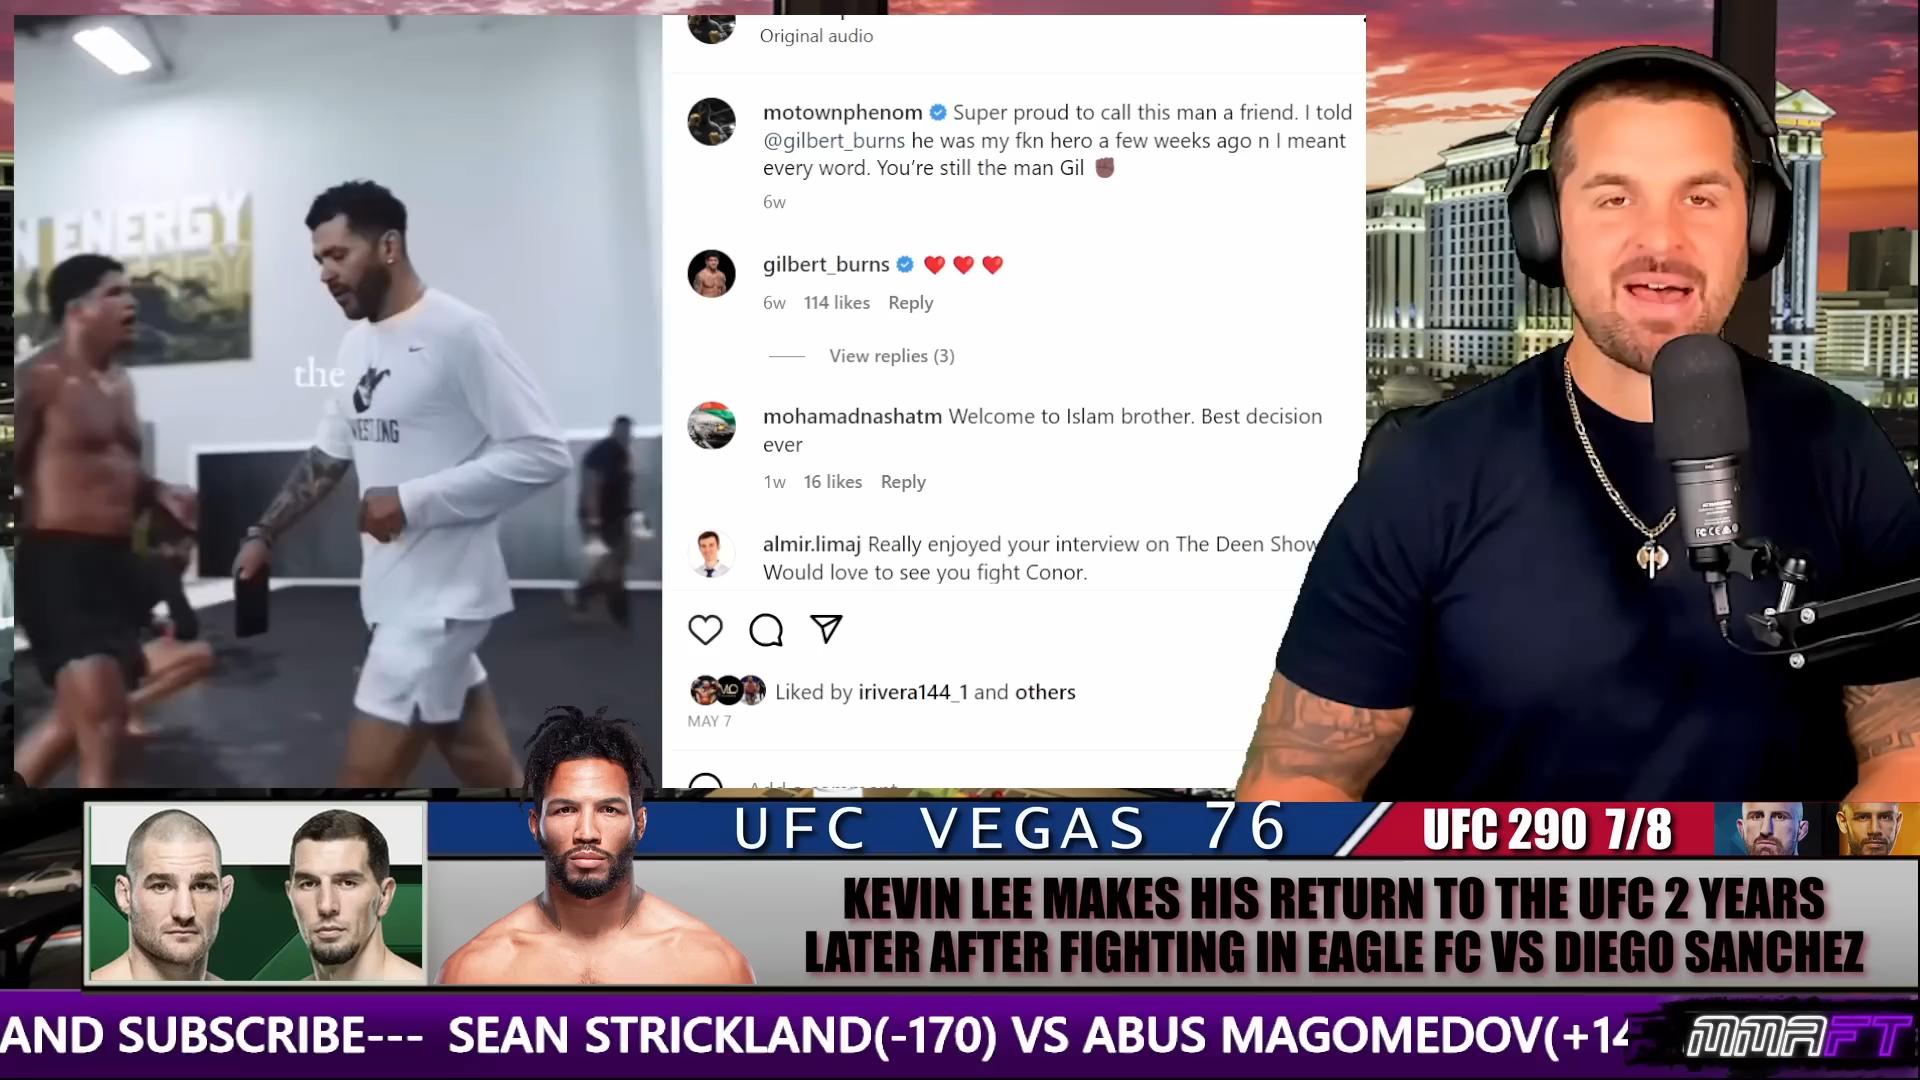 Original audio
motownphenom Super proud to call this man a friend. I told
@gilbert_burns he was my fkn hero a few weeks ago n I meant
every word. You're still the man Gil ✊🏿
6w
gilbert_burns ❤️ ❤️ ❤️
6w 114 likes Reply
View replies (3)
mohamadnashatm Welcome to Islam brother. Best decision
ever
1w 16 likes Reply
almir.limaj Really enjoyed your interview on The Deen Show
Would love to see you fight Conor.
Liked by irivera144_1 and others
MAY 7
Add a comment
N ENERGY
ENERGY
the
UFC VEGAS 76
UFC 290 7/8
KEVIN LEE MAKES HIS RETURN TO THE UFC 2 YEARS
LATER AFTER FIGHTING IN EAGLE FC VS DIEGO SANCHEZ
AND SUBSCRIBE--- SEAN STRICKLAND(-170) VS ABUS MAGOMEDOV(+14
MMAFT